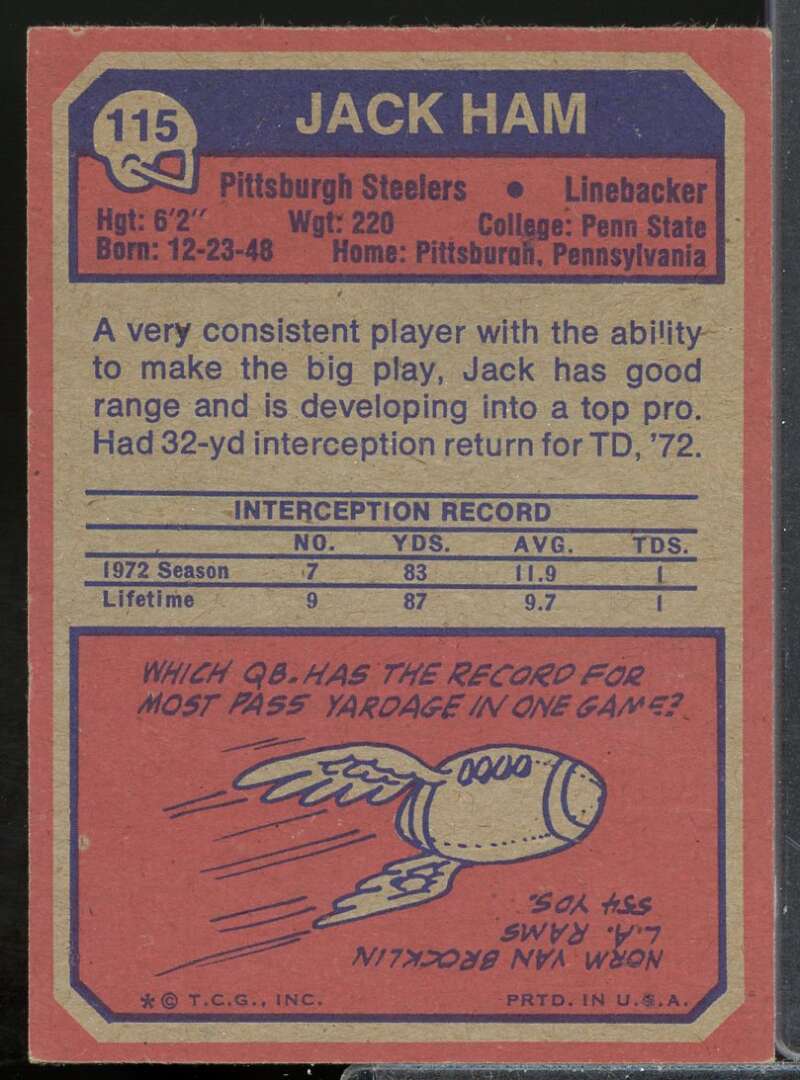 115
JACK HAM
Pittsburgh Steelers • Linebacker
Hgt: 6'2" Wgt: 220 College: Penn State
Born: 12-23-48 Home: Pittsburgh, Pennsylvania
A very consistent player with the ability
to make the big play, Jack has good
range and is developing into a top pro.
Had 32-yd interception return for TD, '72.
INTERCEPTION RECORD
NO. YDS. AVG. TDS.
1972 Season 7 83 11.9 1
Lifetime 9 87 9.7 1
WHICH QB. HAS THE RECORD FOR
MOST PASS YARDAGE IN ONE GAME?
NORM VAN BROCKLIN
L.A. RAMS
554 YDS.
* © T.C.G., INC. PRTD. IN U.S.A.